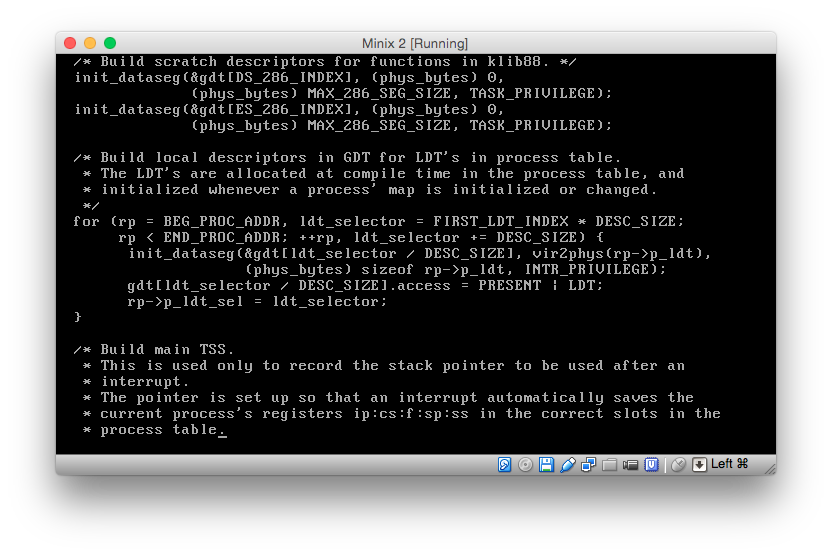 Minix 2 [Running]
/* Build scratch descriptors for functions in klib88. */
init_dataseg(&gdt[DS_286_INDEX], (phys_bytes) 0,
(phys_bytes) MAX_286_SEG_SIZE, TASK_PRIVILEGE);
init_dataseg(&gdt[ES_286_INDEX], (phys_bytes) 0,
(phys_bytes) MAX_286_SEG_SIZE, TASK_PRIVILEGE);
/* Build local descriptors in GDT for LDT's in process table.
* The LDT's are allocated at compile time in the process table, and
* initialized whenever a process' map is initialized or changed.
*/
for (rp = BEG_PROC_ADDR, ldt_selector = FIRST_LDT_INDEX * DESC_SIZE;
rp < END_PROC_ADDR; ++rp, ldt_selector += DESC_SIZE) {
init_dataseg(&gdt[ldt_selector / DESC_SIZE], vir2phys(rp->p_ldt),
(phys_bytes) sizeof rp->p_ldt, INTR_PRIVILEGE);
gdt[ldt_selector / DESC_SIZE].access = PRESENT | LDT;
rp->p_ldt_sel = ldt_selector;
}
/* Build main TSS.
* This is used only to record the stack pointer to be used after an
* interrupt.
* The pointer is set up so that an interrupt automatically saves the
* current process's registers ip:cs:f:sp:ss in the correct slots in the
* process table.
Left ⌘